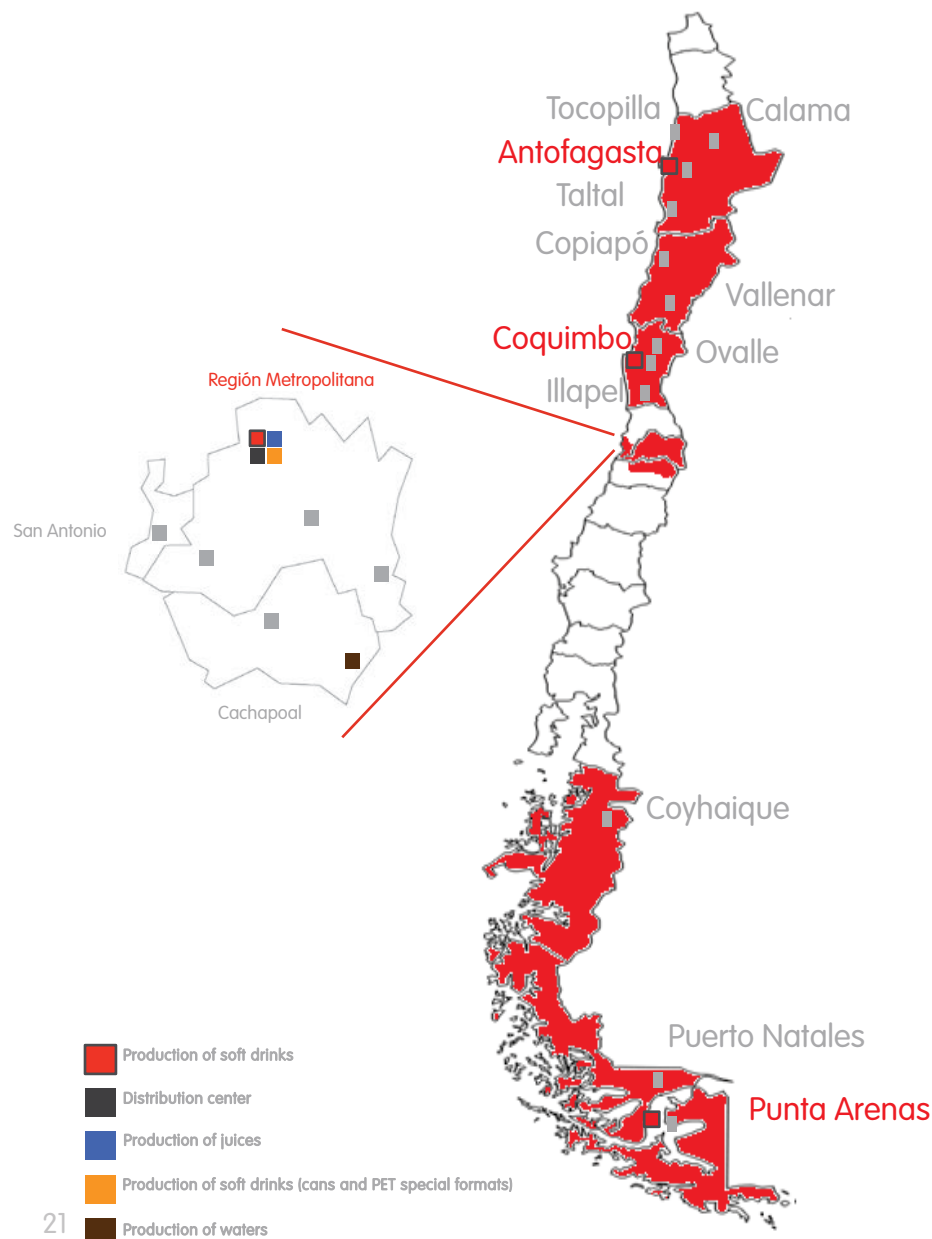 Tocopilla
Calama
Antofagasta
Taltal
Copiapó
Vallenar
Coquimbo
Ovalle
Illapel
Región Metropolitana
San Antonio
Cachapoal
Coyhaique
Puerto Natales
Punta Arenas
Production of soft drinks
Distribution center
Production of juices
Production of soft drinks (cans and PET special formats)
Production of waters
21